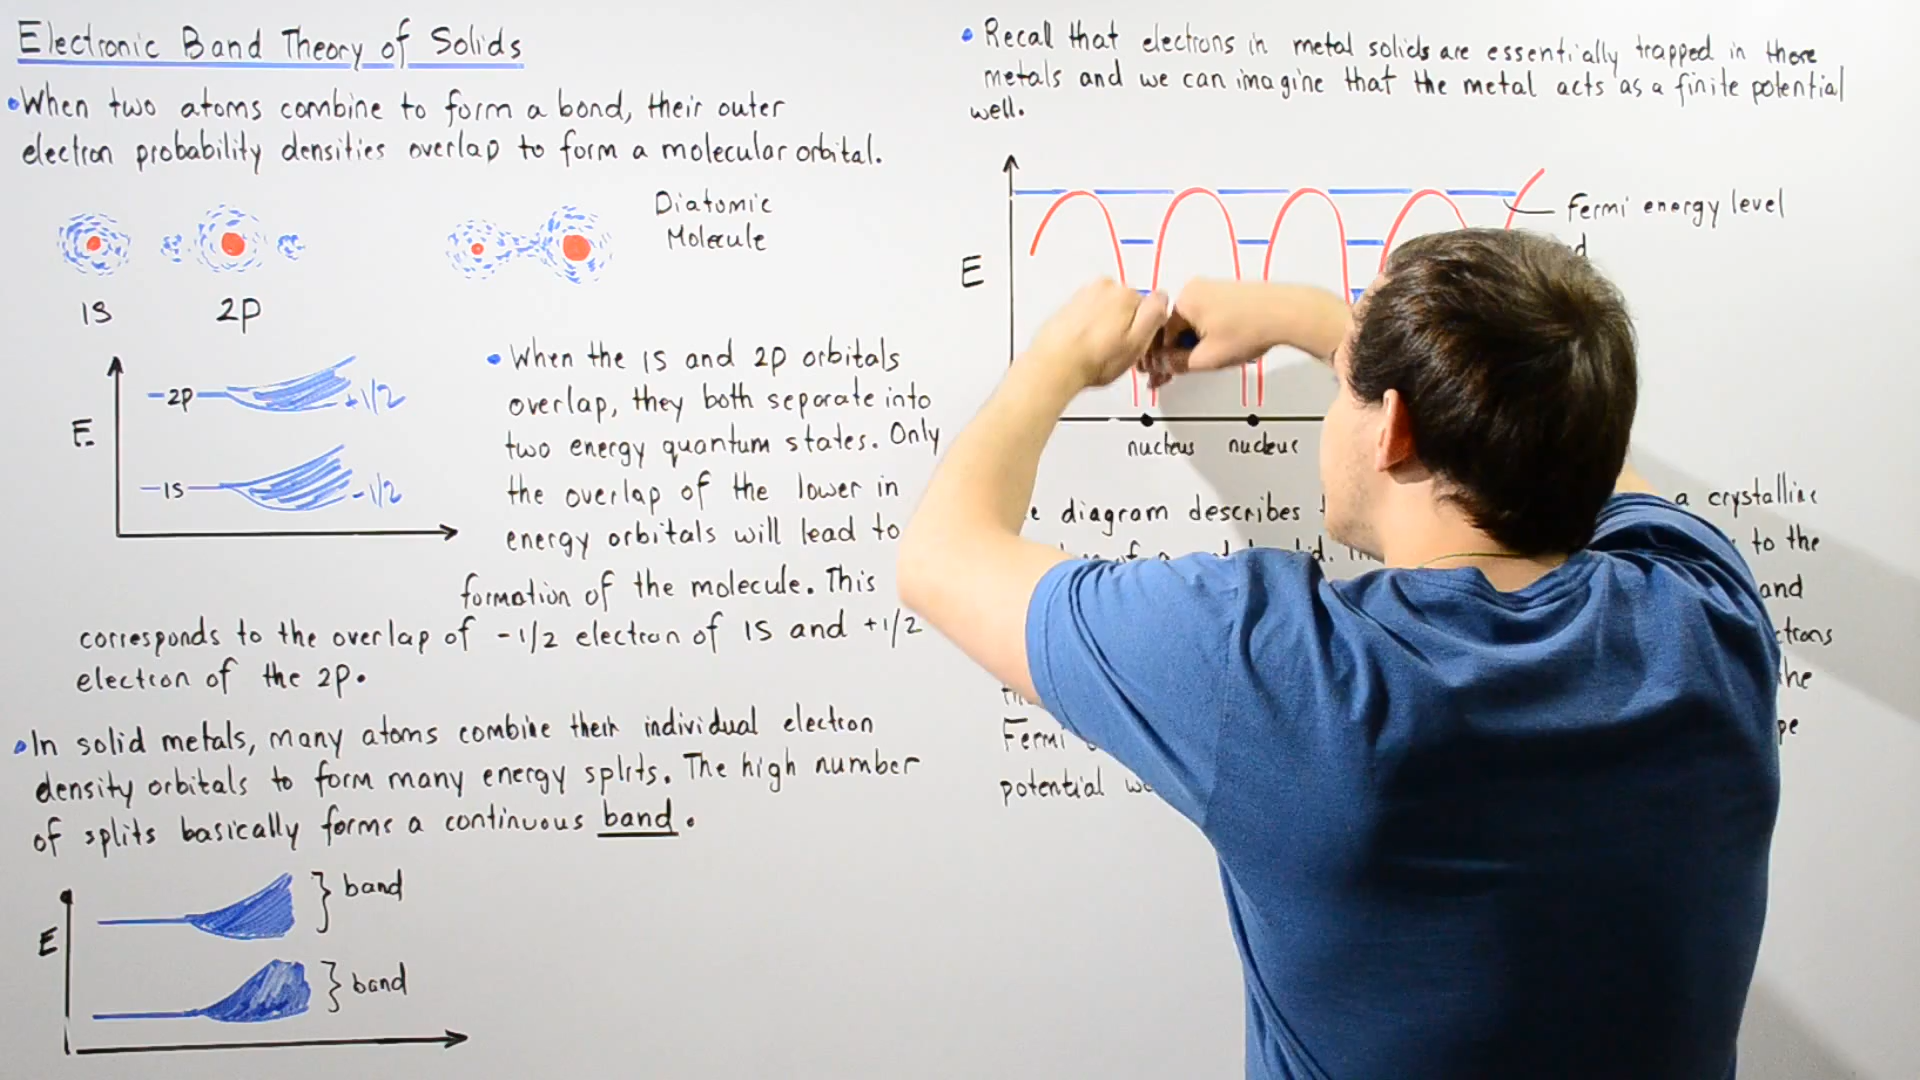 Electronic Band Theory of Solids
•When two atoms combine to form a bond, their outer
electron probability densities overlap to form a molecular orbital.
Diatomic
Molecule
1S
2p
E
2p
+1/2
1S
-1/2
• When the 1S and 2p orbitals
overlap, they both separate into
two energy quantum states. Only
the overlap of the lower in
energy orbitals will lead to
formation of the molecule. This
corresponds to the overlap of -1/2 electron of 1S and +1/2
electron of the 2p.
•In solid metals, many atoms combine their individual electron
density orbitals to form many energy splits. The high number
of splits basically forms a continuous band.
E
} band
} band
• Recall that electrons in metal solids are essentially trapped in these
metals and we can imagine that the metal acts as a finite potential
well.
Fermi energy level
E
nucleus
nucleus
diagram describes
a crystalline
to the
and
the
Fermi
potential